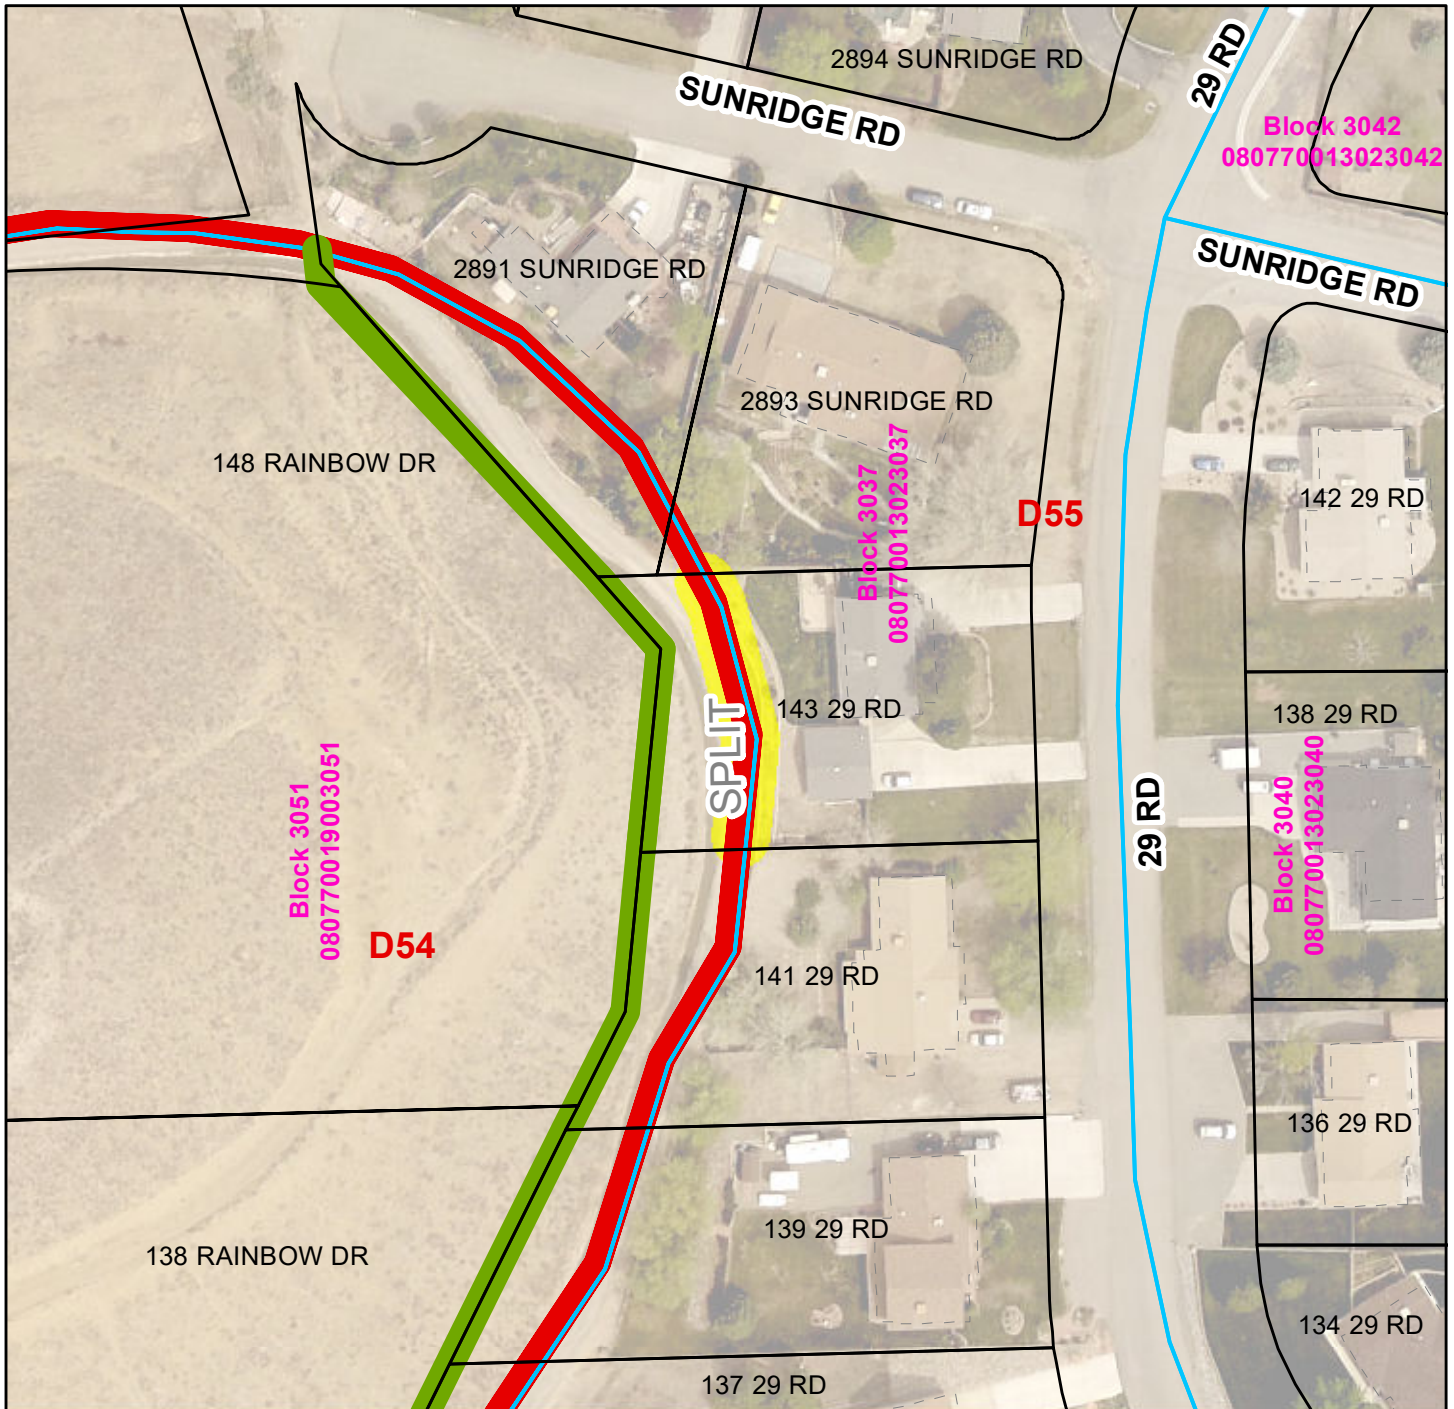 2894 SUNRIDGE RD
29 RD
SUNRIDGE RD
Block 3042
080770013023042
SUNRIDGE RD
2891 SUNRIDGE RD
2893 SUNRIDGE RD
148 RAINBOW DR
Block 3037
080770013023037
D55
142 29 RD
143 29 RD
138 29 RD
SPLIT
Block 3051
080770019003051
29 RD
Block 3040
080770013023040
D54
141 29 RD
136 29 RD
139 29 RD
138 RAINBOW DR
134 29 RD
137 29 RD